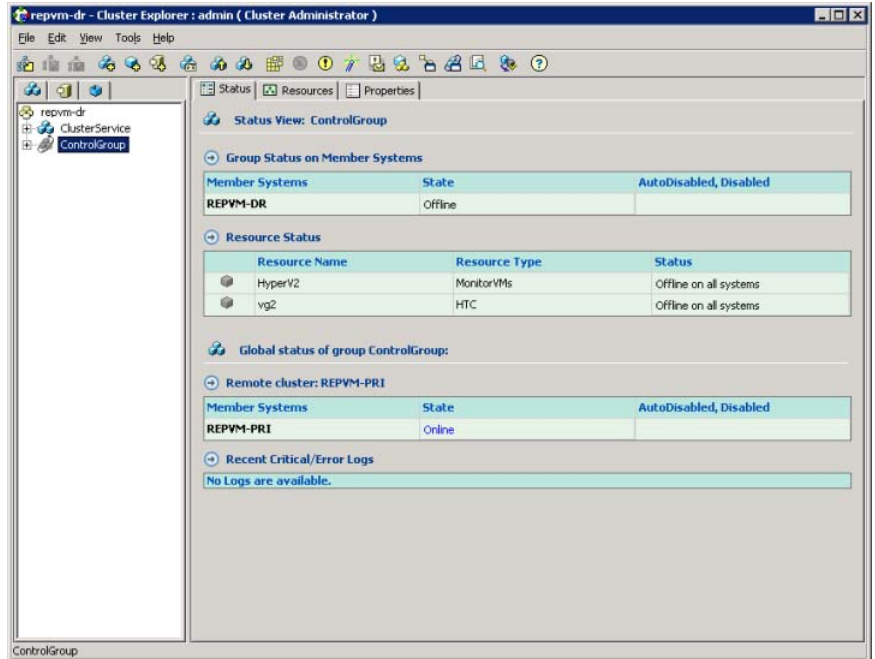 repvm-dr - Cluster Explorer : admin ( Cluster Administrator )
File Edit View Tools Help
Status Resources Properties
repvm-dr
ClusterService
ControlGroup
Status View: ControlGroup
Group Status on Member Systems
Member Systems State AutoDisabled, Disabled
REPVM-DR Offline
Resource Status
Resource Name Resource Type Status
HyperV2 MonitorVMs Offline on all systems
vg2 HTC Offline on all systems
Global status of group ControlGroup:
Remote cluster: REPVM-PRI
Member Systems State AutoDisabled, Disabled
REPVM-PRI Online
Recent Critical/Error Logs
No Logs are available.
ControlGroup